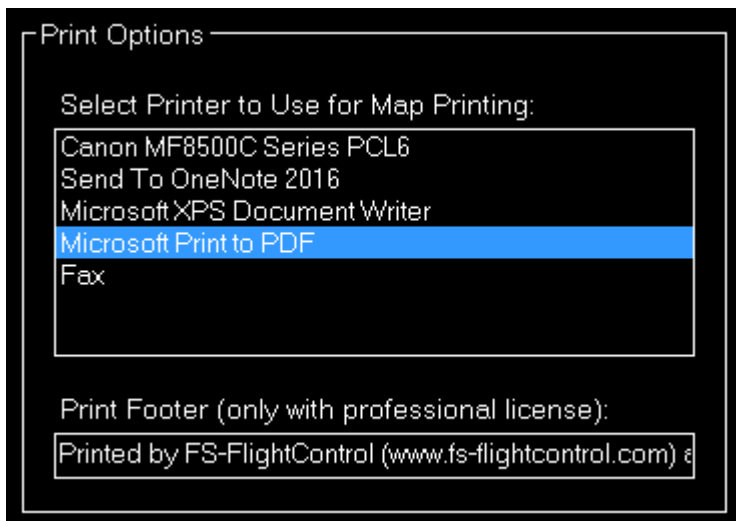 Print Options
Select Printer to Use for Map Printing:
Canon MF8500C Series PCL6
Send To OneNote 2016
Microsoft XPS Document Writer
Microsoft Print to PDF
Fax
Print Footer (only with professional license):
Printed by FS-FlightControl (www.fs-flightcontrol.com)